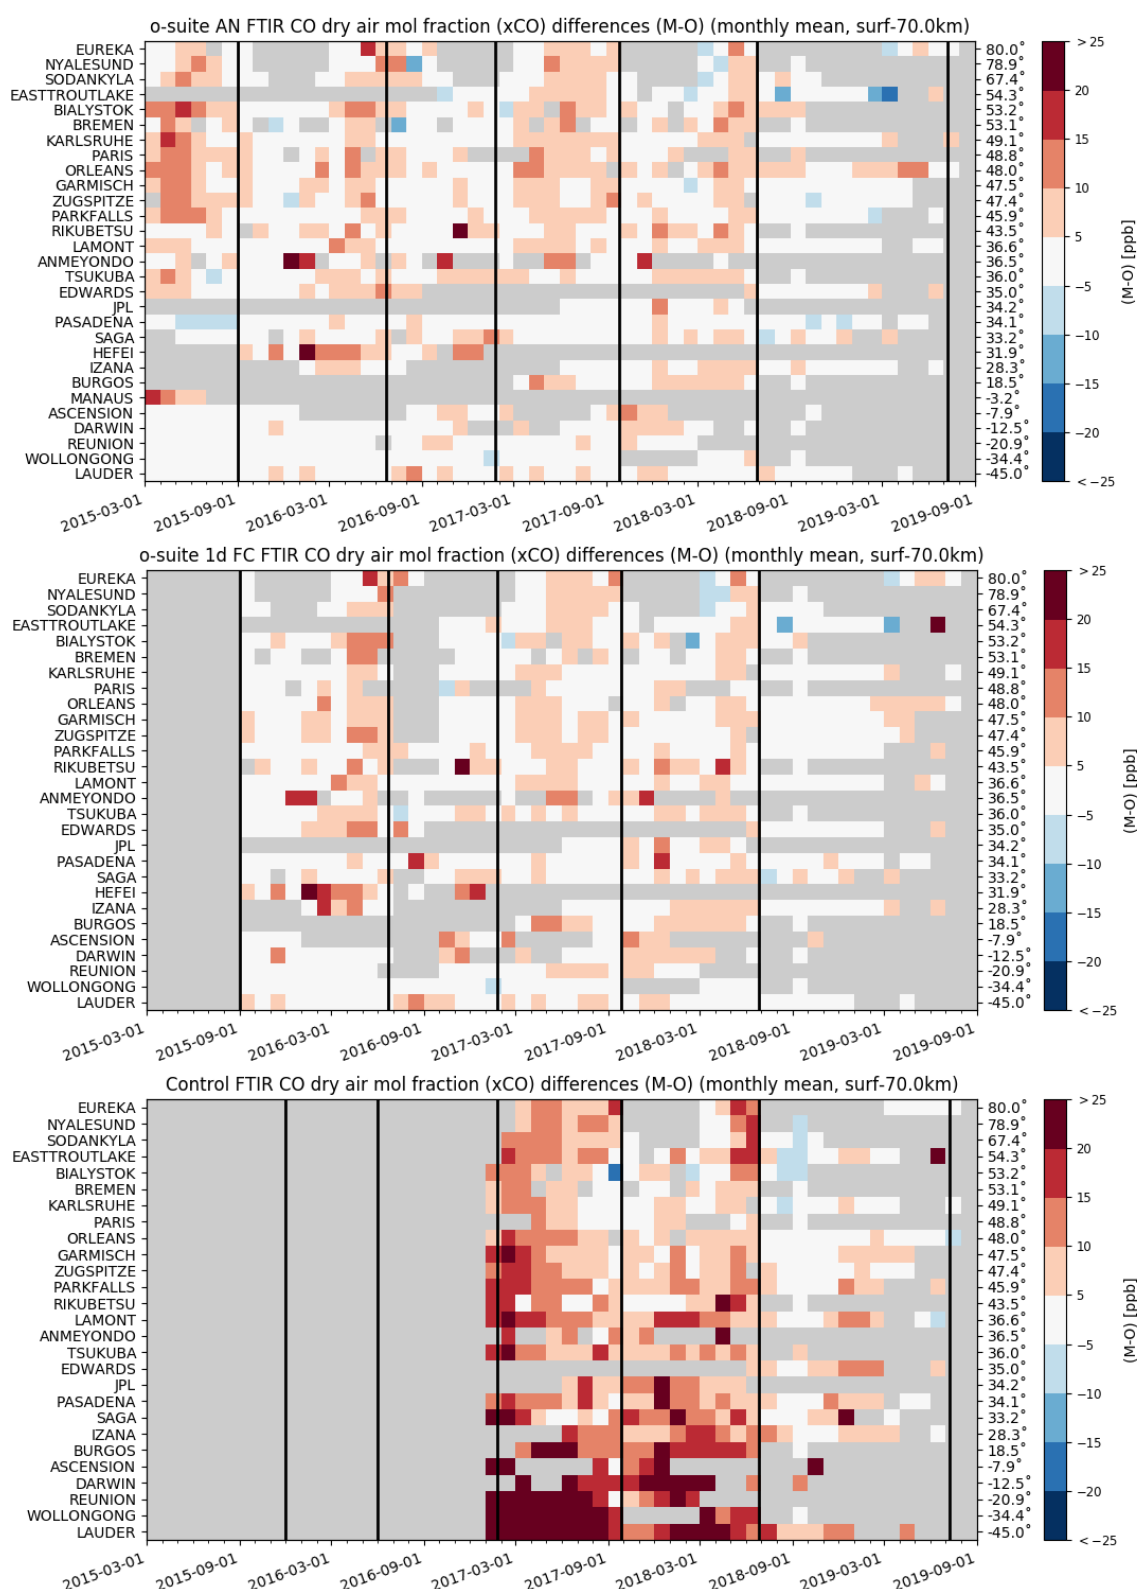 o-suite AN FTIR CO dry air mol fraction (xCO) differences (M-O) (monthly mean, surf-70.0km)
EUREKA 80.0°
NYALESUND 78.9°
SODANKYLA 67.4°
EASTTROUTLAKE 54.3°
BIALYSTOK 53.2°
BREMEN 53.1°
KARLSRUHE 49.1°
PARIS 48.8°
ORLEANS 48.0°
GARMISCH 47.5°
ZUGSPITZE 47.4°
PARKFALLS 45.9°
RIKUBETSU 43.5°
LAMONT 36.6°
ANMEYONDO 36.5°
TSUKUBA 36.0°
EDWARDS 35.0°
JPL 34.2°
PASADENA 34.1°
SAGA 33.2°
HEFEI 31.9°
IZANA 28.3°
BURGOS 18.5°
MANAUS -3.2°
ASCENSION -7.9°
DARWIN -12.5°
REUNION -20.9°
WOLLONGONG -34.4°
LAUDER -45.0°
2015-03-01 2015-09-01 2016-03-01 2016-09-01 2017-03-01 2017-09-01 2018-03-01 2018-09-01 2019-03-01 2019-09-01
>25
20
15
10
5
−5
−10
−15
−20
<−25
(M-O) [ppb]
o-suite 1d FC FTIR CO dry air mol fraction (xCO) differences (M-O) (monthly mean, surf-70.0km)
EUREKA 80.0°
NYALESUND 78.9°
SODANKYLA 67.4°
EASTTROUTLAKE 54.3°
BIALYSTOK 53.2°
BREMEN 53.1°
KARLSRUHE 49.1°
PARIS 48.8°
ORLEANS 48.0°
GARMISCH 47.5°
ZUGSPITZE 47.4°
PARKFALLS 45.9°
RIKUBETSU 43.5°
LAMONT 36.6°
ANMEYONDO 36.5°
TSUKUBA 36.0°
EDWARDS 35.0°
JPL 34.2°
PASADENA 34.1°
SAGA 33.2°
HEFEI 31.9°
IZANA 28.3°
BURGOS 18.5°
ASCENSION -7.9°
DARWIN -12.5°
REUNION -20.9°
WOLLONGONG -34.4°
LAUDER -45.0°
2015-03-01 2015-09-01 2016-03-01 2016-09-01 2017-03-01 2017-09-01 2018-03-01 2018-09-01 2019-03-01 2019-09-01
>25
20
15
10
5
−5
−10
−15
−20
<−25
(M-O) [ppb]
Control FTIR CO dry air mol fraction (xCO) differences (M-O) (monthly mean, surf-70.0km)
EUREKA 80.0°
NYALESUND 78.9°
SODANKYLA 67.4°
EASTTROUTLAKE 54.3°
BIALYSTOK 53.2°
BREMEN 53.1°
KARLSRUHE 49.1°
PARIS 48.8°
ORLEANS 48.0°
GARMISCH 47.5°
ZUGSPITZE 47.4°
PARKFALLS 45.9°
RIKUBETSU 43.5°
LAMONT 36.6°
ANMEYONDO 36.5°
TSUKUBA 36.0°
EDWARDS 35.0°
JPL 34.2°
PASADENA 34.1°
SAGA 33.2°
IZANA 28.3°
BURGOS 18.5°
ASCENSION -7.9°
DARWIN -12.5°
REUNION -20.9°
WOLLONGONG -34.4°
LAUDER -45.0°
2015-03-01 2015-09-01 2016-03-01 2016-09-01 2017-03-01 2017-09-01 2018-03-01 2018-09-01 2019-03-01 2019-09-01
>25
20
15
10
5
−5
−10
−15
−20
<−25
(M-O) [ppb]